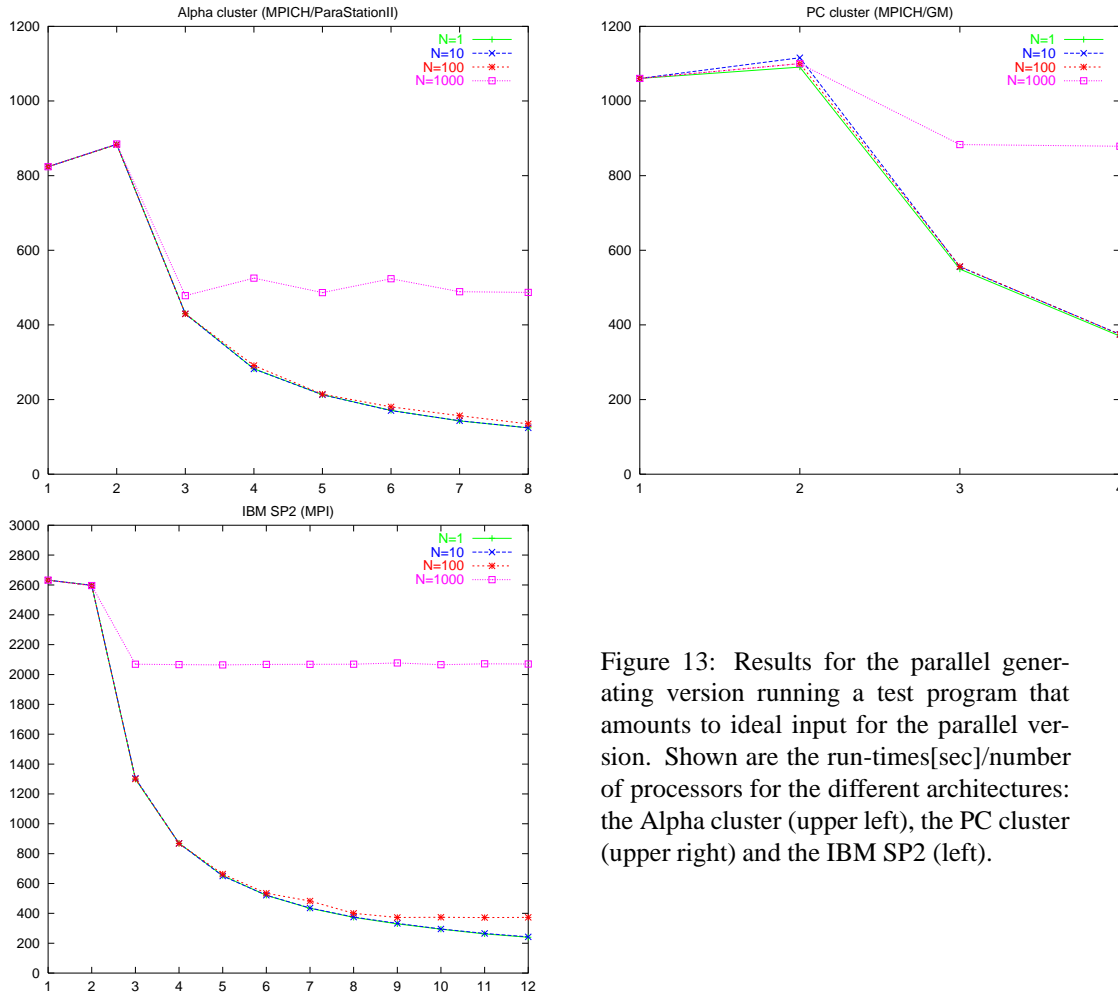 Alpha cluster (MPICH/ParaStationII)
1200
1000
800
600
400
200
0
N=1
N=10
N=100
N=1000
1 2 3 4 5 6 7 8
PC cluster (MPICH/GM)
1200
1000
800
600
400
200
0
N=1
N=10
N=100
N=1000
1 2 3 4
IBM SP2 (MPI)
3000
2800
2600
2400
2200
2000
1800
1600
1400
1200
1000
800
600
400
200
0
N=1
N=10
N=100
N=1000
1 2 3 4 5 6 7 8 9 10 11 12
Figure 13: Results for the parallel gener-
ating version running a test program that
amounts to ideal input for the parallel ver-
sion. Shown are the run-times[sec]/number
of processors for the different architectures:
the Alpha cluster (upper left), the PC cluster
(upper right) and the IBM SP2 (left).